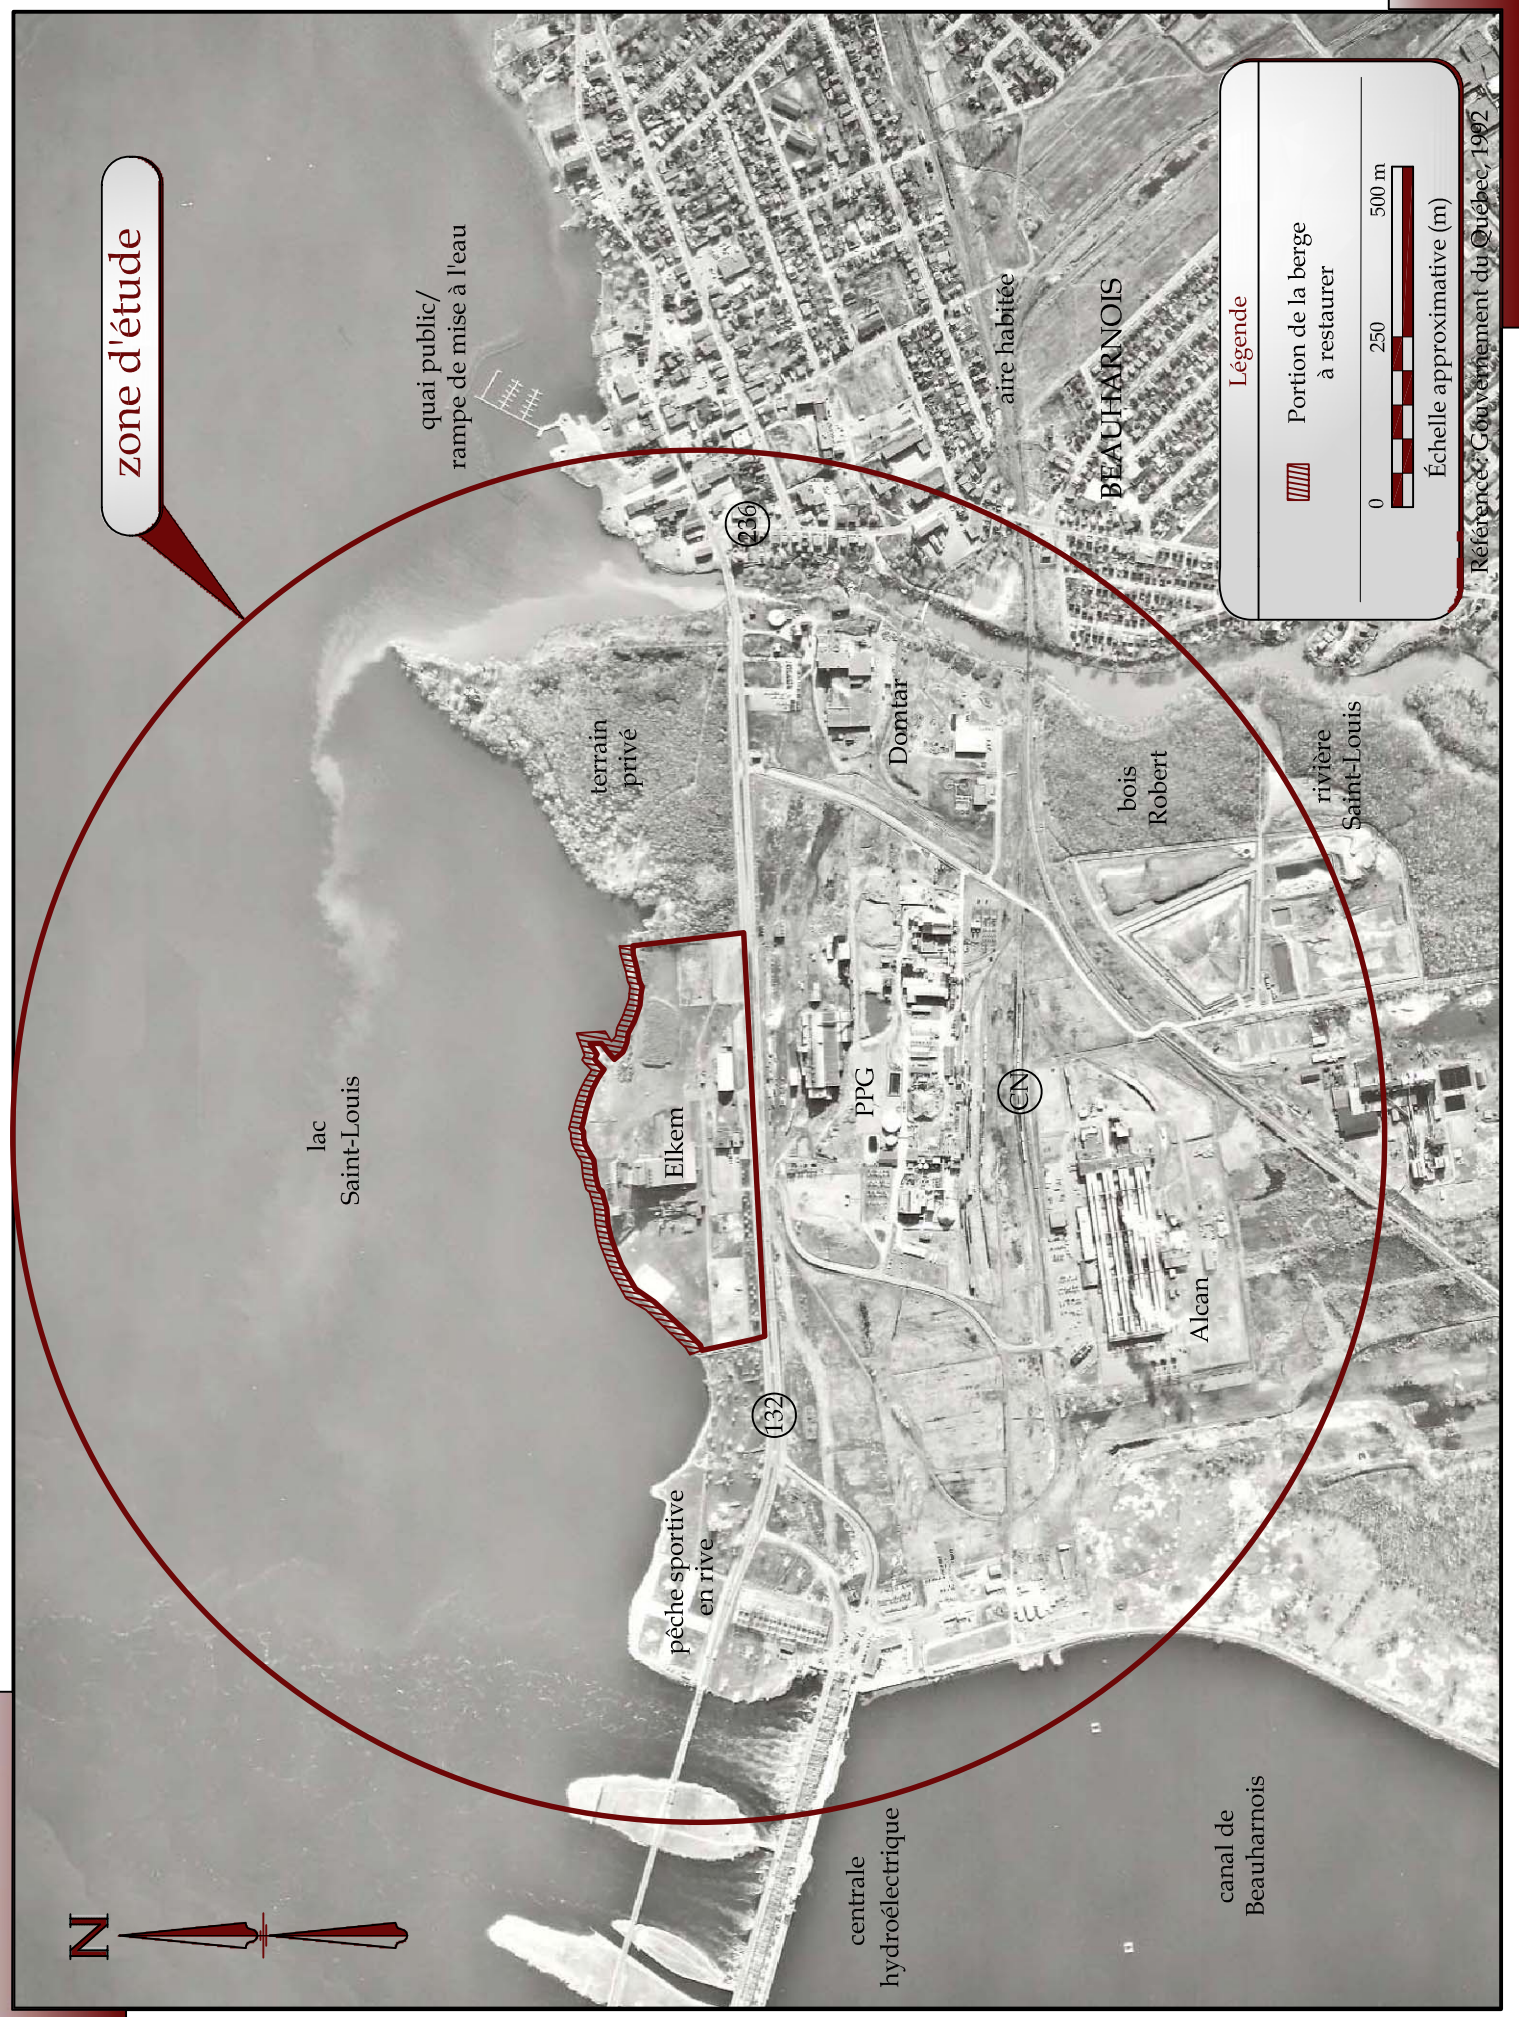 zone d'étude
quai public/
rampe de mise à l'eau
lac
Saint-Louis
terrain
privé
236
Domtar
aire habitée
BEAUHARNOIS
Elkem
PPG
CN
bois
Robert
rivière
Saint-Louis
Alcan
132
pêche sportive
en rive
centrale
hydroélectrique
canal de
Beauharnois
N
Légende
Portion de la berge
à restaurer
0 250 500 m
Échelle approximative (m)
Référence: Gouvernement du Québec, 1992